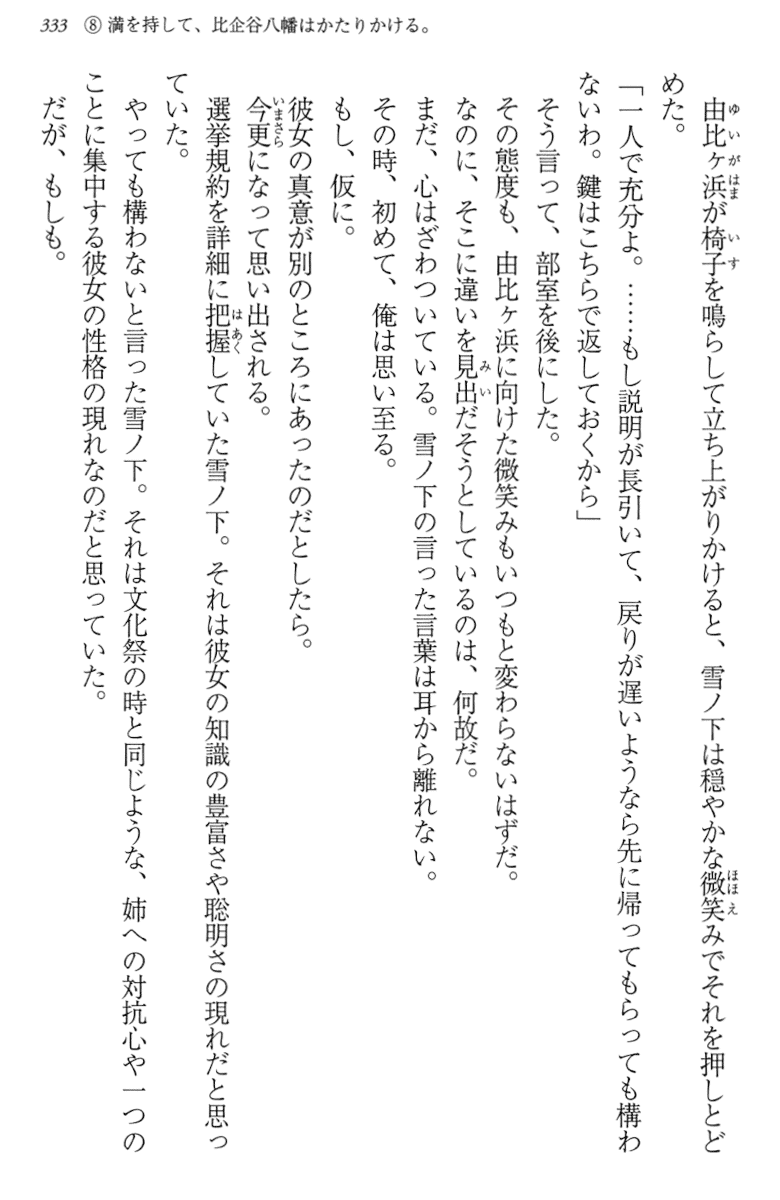 333 ⑧ 満を持して、比企谷八幡はかたりかける。
由比ヶ浜が椅子を鳴らして立ち上がりかけると、雪ノ下は穏やかな微笑みでそれを押しとど
めた。
「一人で充分よ。……もし説明が長引いて、戻りが遅いようなら先に帰ってもらっても構わ
ないわ。鍵はこちらで返しておくから」
そう言って、部室を後にした。
その態度も、由比ヶ浜に向けた微笑みもいつもと変わらないはずだ。
なのに、そこに違いを見出だそうとしているのは、何故だ。
まだ、心はざわついている。雪ノ下の言った言葉は耳から離れない。
その時、初めて、俺は思い至る。
もし、仮に。
彼女の真意が別のところにあったのだとしたら。
今更になって思い出される。
選挙規約を詳細に把握していた雪ノ下。それは彼女の知識の豊富さや聡明さの現れだと思っ
ていた。
やっても構わないと言った雪ノ下。それは文化祭の時と同じような、姉への対抗心や一つの
ことに集中する彼女の性格の現れなのだと思っていた。
だが、もしも。